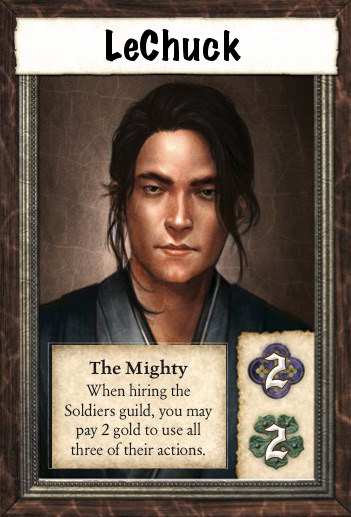 LeChuck
The Mighty
When hiring the
Soldiers guild, you may
pay 2 gold to use all
three of their actions.
2
2